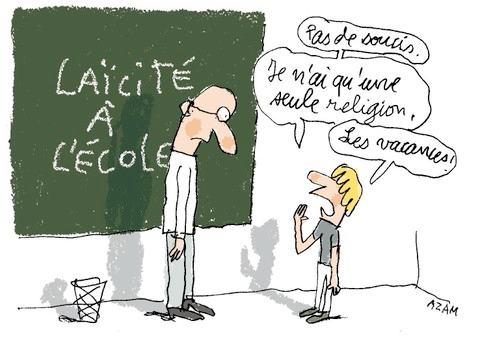 LAÏCITÉ
À
L'ÉCOLE
Pas de soucis.
Je n'ai qu'une
seule religion.
Les vacances!
AZAM